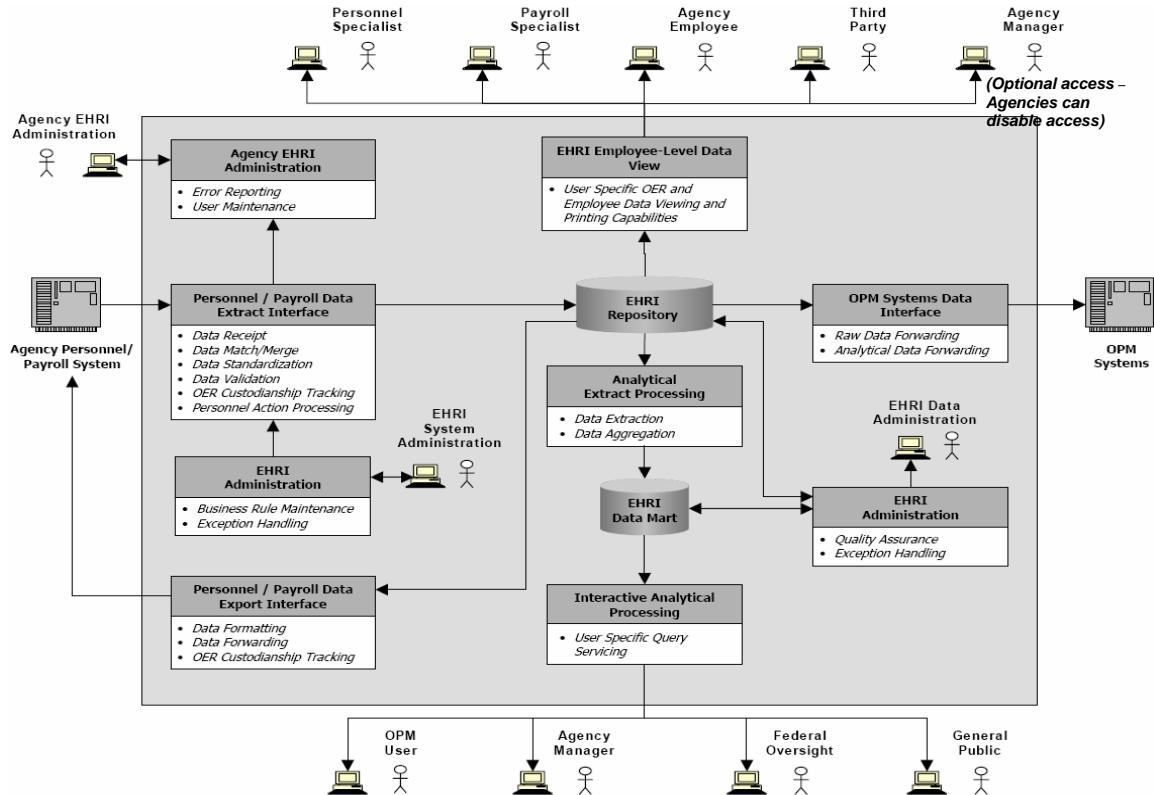 Personnel
Specialist
Payroll
Specialist
Agency
Employee
Third
Party
Agency
Manager
(Optional access –
Agencies can
disable access)
Agency EHRI
Administration
Agency EHRI
Administration
• Error Reporting
• User Maintenance
EHRI Employee-Level Data
View
• User Specific OER and
Employee Data Viewing and
Printing Capabilities
Agency Personnel/
Payroll System
Personnel / Payroll Data
Extract Interface
• Data Receipt
• Data Match/Merge
• Data Standardization
• Data Validation
• OER Custodianship Tracking
• Personnel Action Processing
EHRI
Repository
OPM Systems Data
Interface
• Raw Data Forwarding
• Analytical Data Forwarding
OPM
Systems
Analytical
Extract Processing
• Data Extraction
• Data Aggregation
EHRI
System
Administration
EHRI Data
Administration
EHRI
Administration
• Business Rule Maintenance
• Exception Handling
EHRI
Data Mart
EHRI
Administration
• Quality Assurance
• Exception Handling
Personnel / Payroll Data
Export Interface
• Data Formatting
• Data Forwarding
• OER Custodianship Tracking
Interactive Analytical
Processing
• User Specific Query
Servicing
OPM
User
Agency
Manager
Federal
Oversight
General
Public